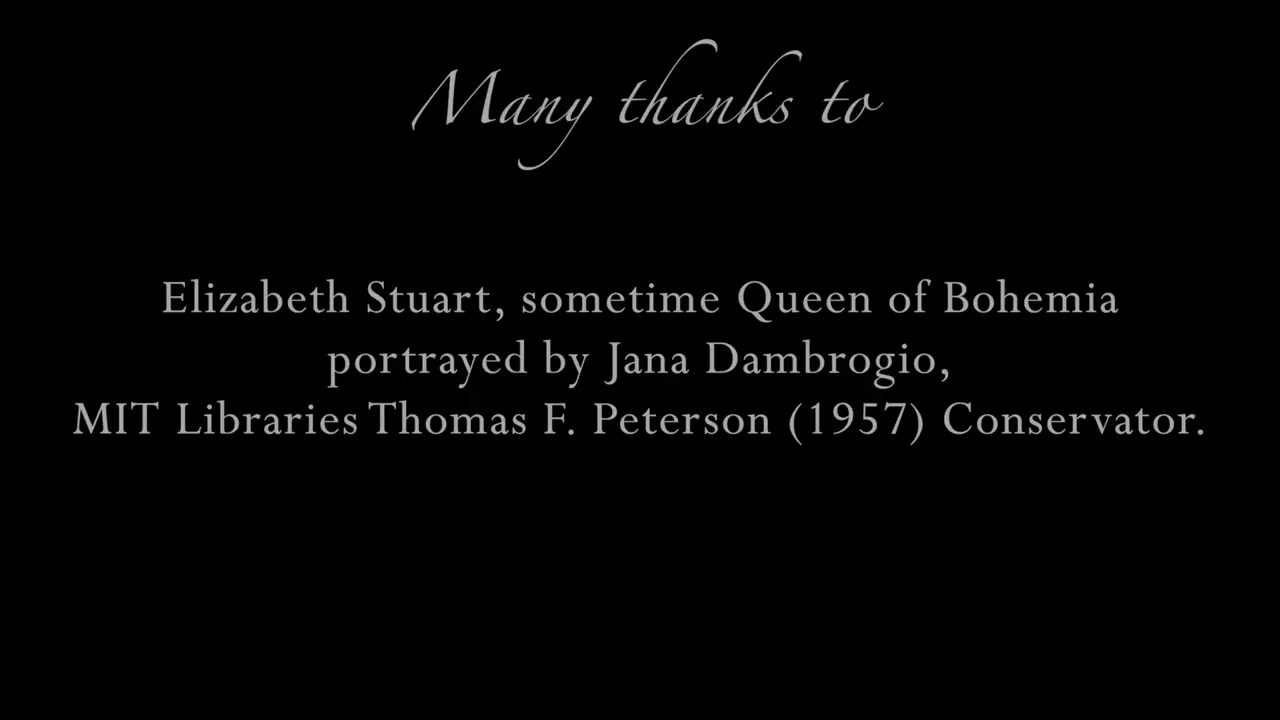 Many thanks to
Elizabeth Stuart, sometime Queen of Bohemia
portrayed by Jana Dambrogio,
MIT Libraries Thomas F. Peterson (1957) Conservator.